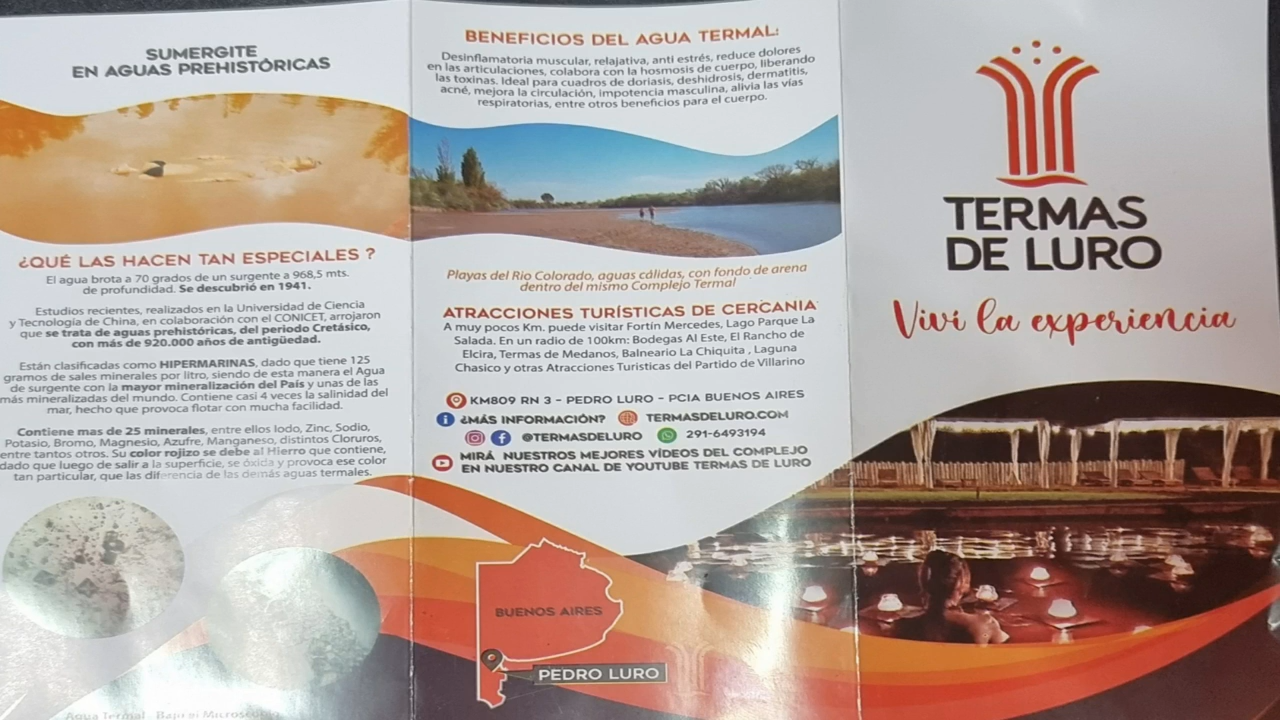 SUMERGITE
EN AGUAS PREHISTÓRICAS
¿QUÉ LAS HACEN TAN ESPECIALES ?
El agua brota a 70 grados de un surgente a 968,5 mts.
de profundidad. Se descubrió en 1941.
Estudios recientes, realizados en la Universidad de Ciencia
y Tecnología de China, en colaboración con el CONICET, arrojaron
que se trata de aguas prehistóricas, del periodo Cretásico,
con más de 920.000 años de antigüedad.
Están clasificadas como HIPERMARINAS, dado que tiene 125
gramos de sales minerales por litro, siendo de esta manera el Agua
de surgente con la mayor mineralización del País y unas de las
más mineralizadas del mundo. Contiene casi 4 veces la salinidad del
mar, hecho que provoca flotar con mucha facilidad.
Contiene mas de 25 minerales, entre ellos Iodo, Zinc, Sodio,
Potasio, Bromo, Magnesio, Azufre, Manganeso, distintos Cloruros,
entre tantos otros. Su color rojizo se debe al Hierro que contiene,
dado que luego de salir a la superficie, se óxida y provoca ese color
tan particular, que las diferencia de las demás aguas termales.
Agua Termal . Bajo el Microscopio
BENEFICIOS DEL AGUA TERMAL:
Desinflamatoria muscular, relajativa, anti estrés, reduce dolores
en las articulaciones, colabora con la hosmosis de cuerpo, liberando
las toxinas. Ideal para cuadros de doriasis, deshidrosis, dermatitis,
acné, mejora la circulación, impotencia masculina, alivia las vías
respiratorias, entre otros beneficios para el cuerpo.
Playas del Rio Colorado, aguas cálidas, con fondo de arena
dentro del mismo Complejo Termal
ATRACCIONES TURÍSTICAS DE CERCANIA
A muy pocos Km. puede visitar Fortín Mercedes, Lago Parque La
Salada. En un radio de 100km: Bodegas Al Este, El Rancho de
Elcira, Termas de Medanos, Balneario La Chiquita , Laguna
Chasico y otras Atracciones Turisticas del Partido de Villarino
KM809 RN 3 - PEDRO LURO - PCIA BUENOS AIRES
¿MÁS INFORMACIÓN? TERMASDELURO.COM
@TERMASDELURO 291-6493194
MIRÁ NUESTROS MEJORES VÍDEOS DEL COMPLEJO
EN NUESTRO CANAL DE YOUTUBE TERMAS DE LURO
BUENOS AIRES
PEDRO LURO
TERMAS
DE LURO
Viví la experiencia